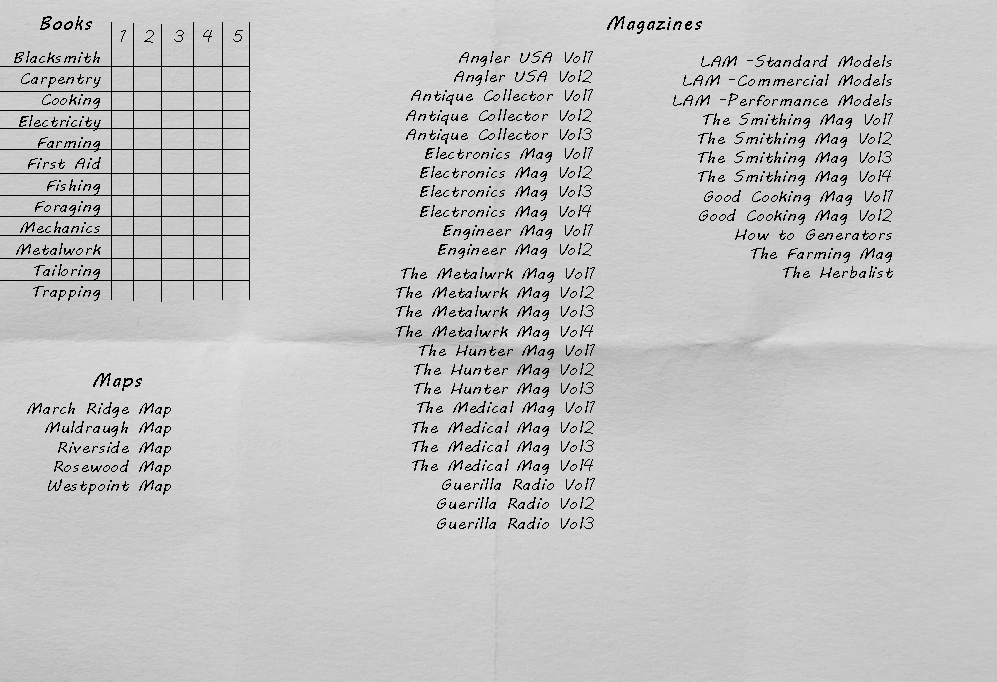 Books
1 2 3 4 5
Blacksmith
Carpentry
Cooking
Electricity
Farming
First Aid
Fishing
Foraging
Mechanics
Metalwork
Tailoring
Trapping
Maps
March Ridge Map
Muldraugh Map
Riverside Map
Rosewood Map
Westpoint Map
Magazines
Angler USA Vol1
Angler USA Vol2
Antique Collector Vol1
Antique Collector Vol2
Antique Collector Vol3
Electronics Mag Vol1
Electronics Mag Vol2
Electronics Mag Vol3
Electronics Mag Vol4
Engineer Mag Vol1
Engineer Mag Vol2
The Metalwrk Mag Vol1
The Metalwrk Mag Vol2
The Metalwrk Mag Vol3
The Metalwrk Mag Vol4
The Hunter Mag Vol1
The Hunter Mag Vol2
The Hunter Mag Vol3
The Medical Mag Vol1
The Medical Mag Vol2
The Medical Mag Vol3
The Medical Mag Vol4
Guerilla Radio Vol1
Guerilla Radio Vol2
Guerilla Radio Vol3
LAM -Standard Models
LAM -Commercial Models
LAM -Performance Models
The Smithing Mag Vol1
The Smithing Mag Vol2
The Smithing Mag Vol3
The Smithing Mag Vol4
Good Cooking Mag Vol1
Good Cooking Mag Vol2
How to Generators
The Farming Mag
The Herbalist